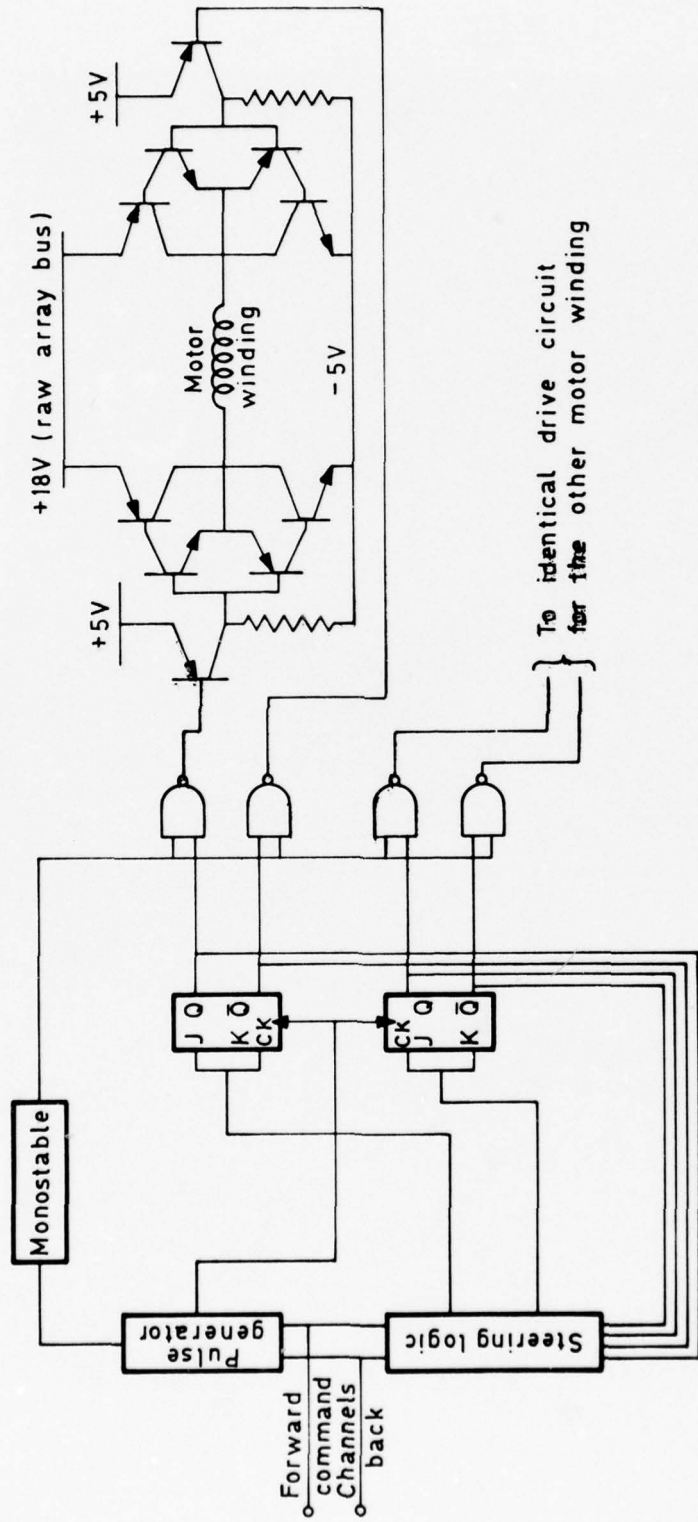 +18V (raw array bus)
+5V
+5V
Motor
winding
-5V
Monostable
Pulse
generator
J Q
K Q̅
CK
CK
J Q
K Q̅
Forward
command
Channels
back
Steering logic
To identical drive circuit
for the other motor winding